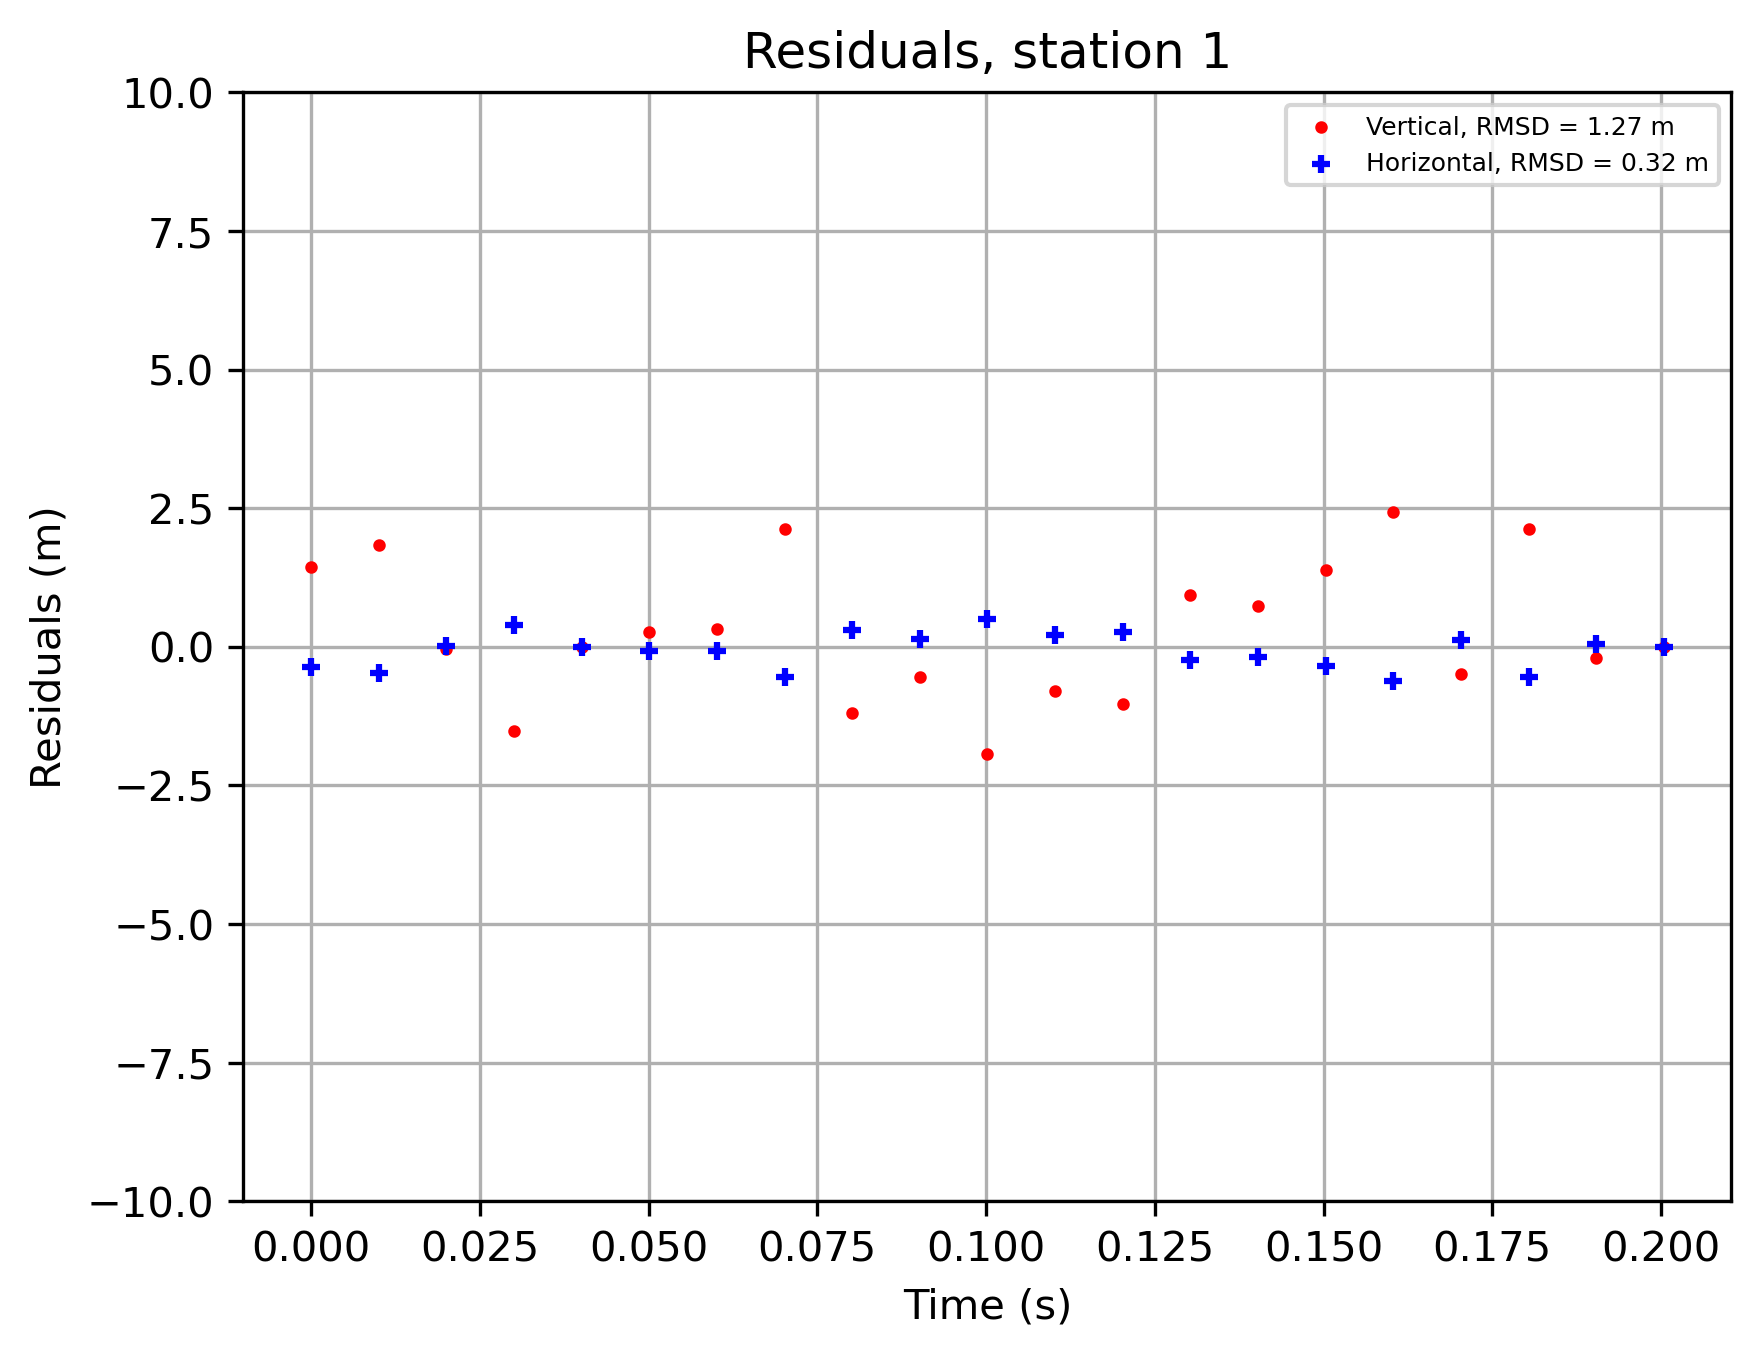 Residuals, station 1
10.0
7.5
5.0
2.5
0.0
−2.5
−5.0
−7.5
−10.0
Residuals (m)
Vertical, RMSD = 1.27 m
Horizontal, RMSD = 0.32 m
0.000 0.025 0.050 0.075 0.100 0.125 0.150 0.175 0.200
Time (s)